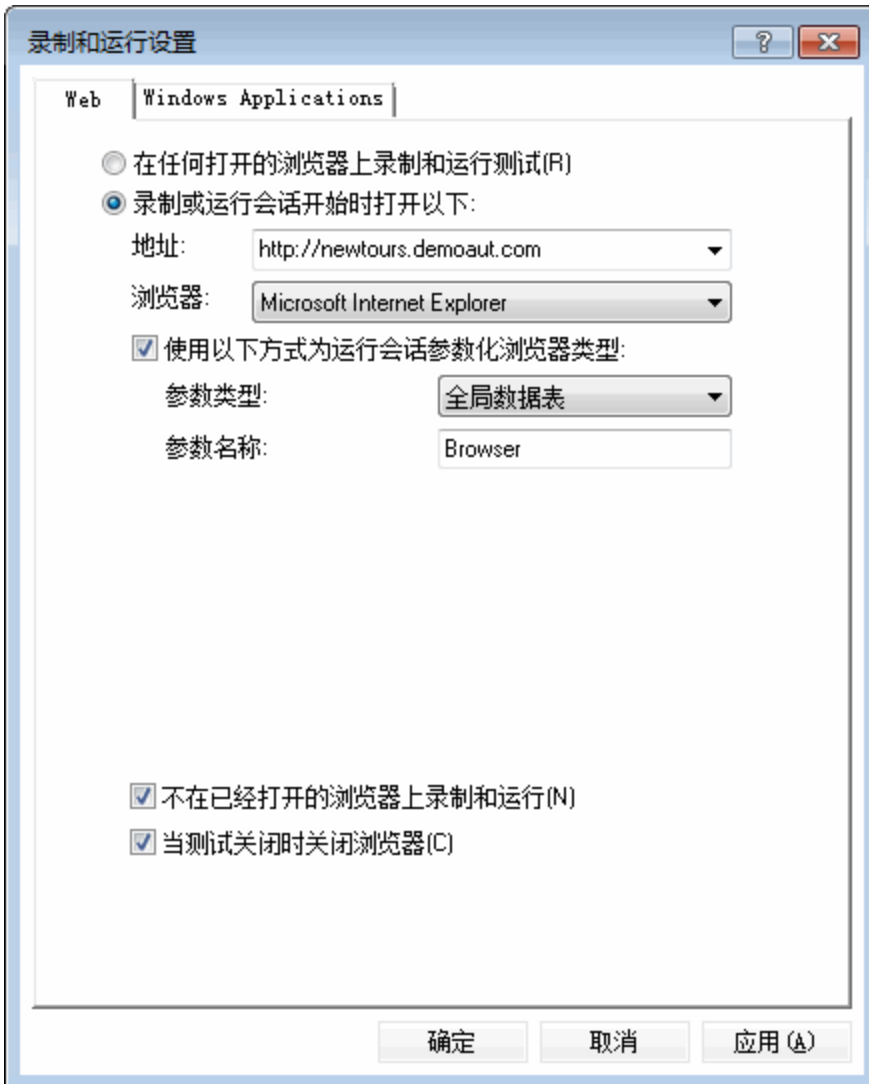 录制和运行设置
Web Windows Applications
在任何打开的浏览器上录制和运行测试(R)
录制或运行会话开始时打开以下:
地址: http://newtours.demoaut.com
浏览器: Microsoft Internet Explorer
使用以下方式为运行会话参数化浏览器类型:
参数类型: 全局数据表
参数名称: Browser
不在已经打开的浏览器上录制和运行(N)
当测试关闭时关闭浏览器(C)
确定 取消 应用(A)